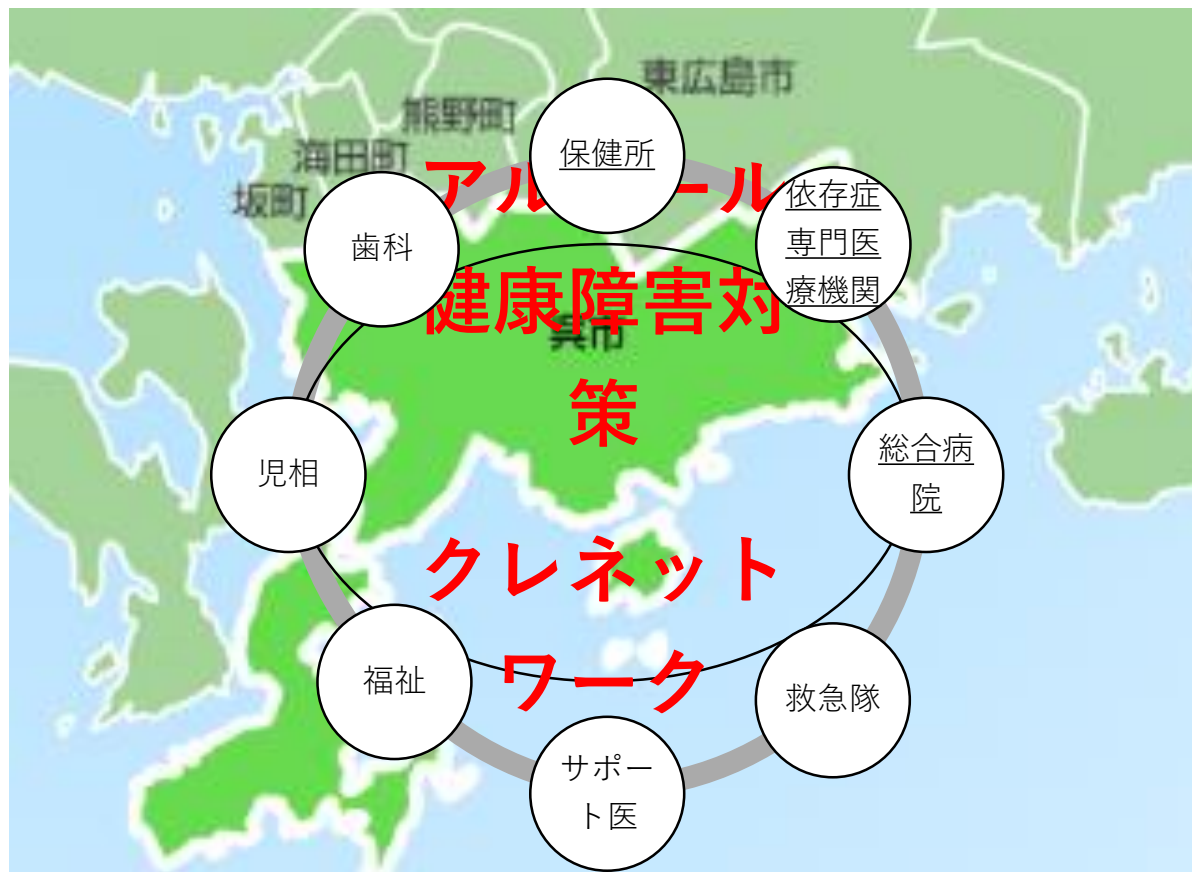 東広島市
熊野町
海田町
坂町
保健所
アルコール
依存症
専門医
療機関
歯科
健康障害対
呉市
策
総合病
院
児相
クレネット
ワーク
福祉
救急隊
サポー
ト医